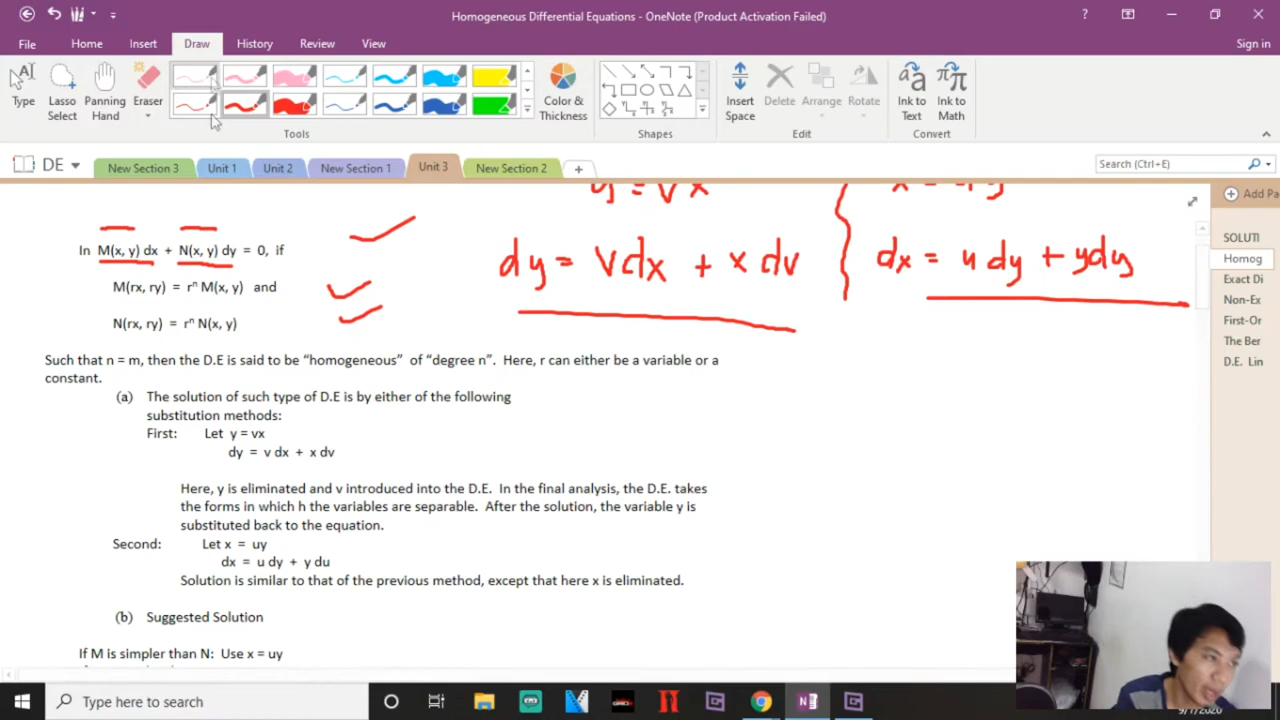 Homogeneous Differential Equations - OneNote (Product Activation Failed)
File Home Insert Draw History Review View Sign in
Type
Lasso Select
Panning Hand
Eraser
Color & Thickness
Insert Space
Delete
Arrange
Rotate
Ink to Text
Ink to Math
Tools Shapes Edit Convert
DE New Section 3 Unit 1 Unit 2 New Section 1 Unit 3 New Section 2 Search (Ctrl+E)
Add Pa
SOLUTI
Homog
Exact Di
Non-Ex
First-Or
The Ber
D.E. Lin
y = vx
x = uy
dy = vdx + x dv
dx = u dy + ydy
In M(x, y) dx + N(x, y) dy = 0, if
M(rx, ry) = rⁿ M(x, y) and
N(rx, ry) = rⁿ N(x, y)
Such that n = m, then the D.E is said to be “homogeneous” of “degree n”. Here, r can either be a variable or a
constant.
(a) The solution of such type of D.E is by either of the following
substitution methods:
First: Let y = vx
dy = v dx + x dv
Here, y is eliminated and v introduced into the D.E. In the final analysis, the D.E. takes
the forms in which h the variables are separable. After the solution, the variable y is
substituted back to the equation.
Second: Let x = uy
dx = u dy + y du
Solution is similar to that of the previous method, except that here x is eliminated.
(b) Suggested Solution
If M is simpler than N: Use x = uy
Type here to search